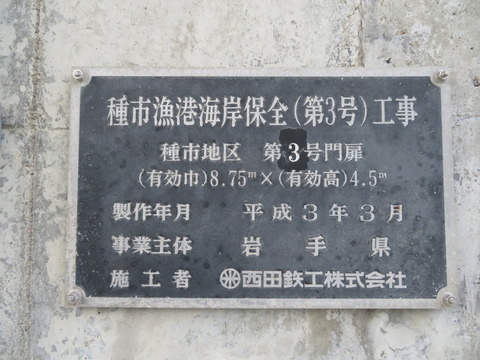 種市漁港海岸保全(第3号)工事
種市地区 第3号門扉
(有効巾)8.75m×(有効高)4.5m
製作年月 平成3年3月
事業主体 岩手県
施工者 西田鉄工株式会社